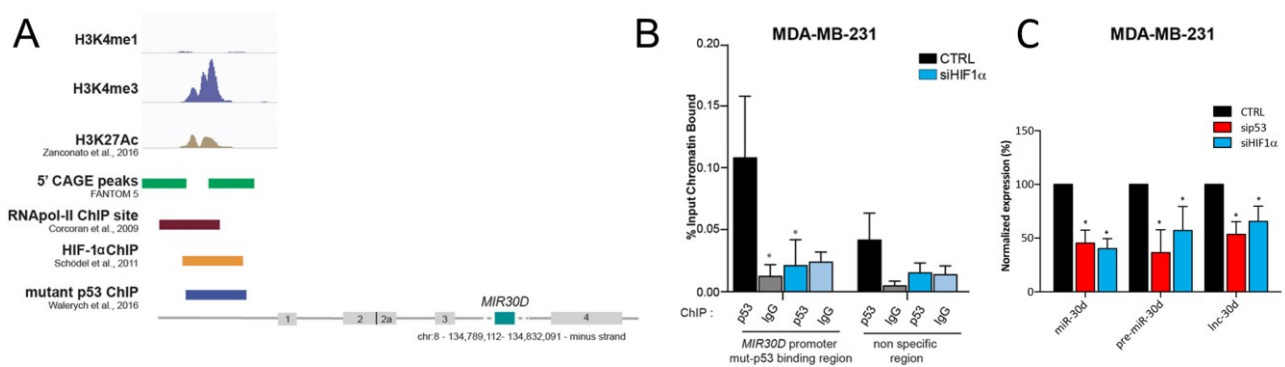 A
H3K4me1
H3K4me3
H3K27Ac
Zanconato et al., 2016
5' CAGE peaks
FANTOM 5
RNApol-II ChIP site
Corcoran et al., 2009
HIF-1αChIP
Schödel et al., 2011
mutant p53 ChIP
Walerych et al., 2016
MIR30D
1
2
2a
3
4
chr:8 - 134,789,112- 134,832,091 - minus strand
B
MDA-MB-231
CTRL
siHIF1α
% Input Chromatin Bound
0.20
0.15
0.10
0.05
0.00
*
*
ChIP :
p53
IgG
p53
IgG
p53
IgG
p53
IgG
MIR30D promoter
mut-p53 binding region
non specific
region
C
MDA-MB-231
CTRL
sip53
siHIF1α
Normalized expression (%)
150
100
50
0
*
*
*
*
*
*
miR-30d
pre-miR-30d
lnc-30d